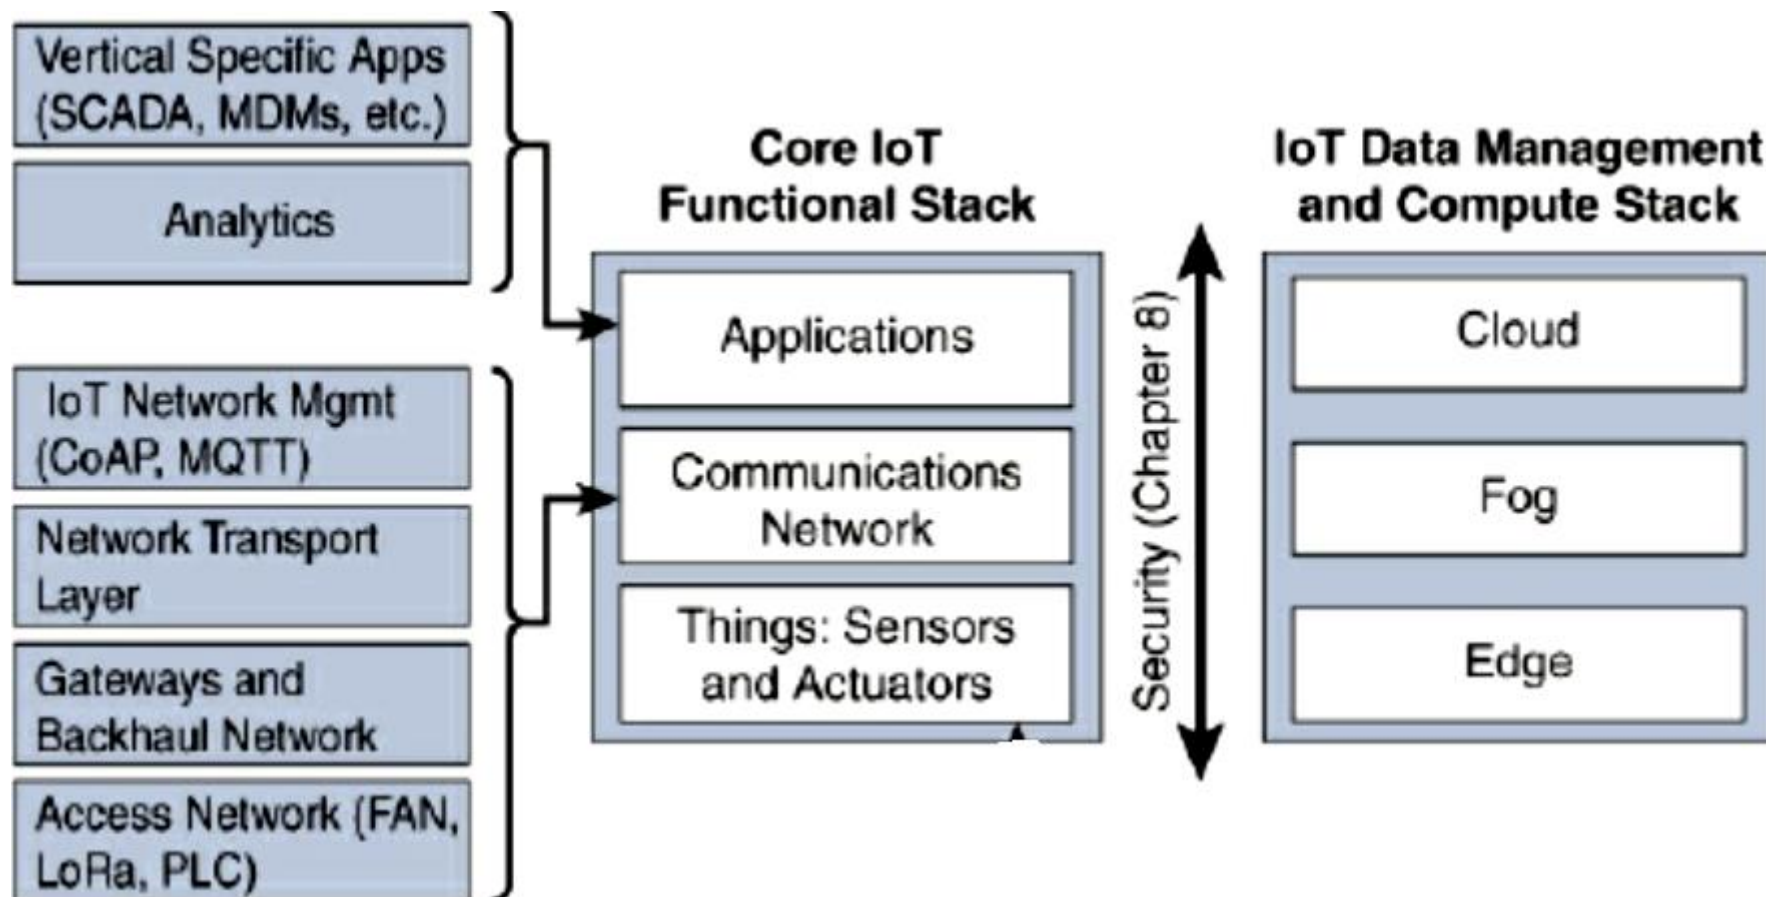 Vertical Specific Apps
(SCADA, MDMs, etc.)
Analytics
IoT Network Mgmt
(CoAP, MQTT)
Network Transport
Layer
Gateways and
Backhaul Network
Access Network (FAN,
LoRa, PLC)
Core IoT
Functional Stack
Applications
Communications
Network
Things: Sensors
and Actuators
Security (Chapter 8)
IoT Data Management
and Compute Stack
Cloud
Fog
Edge